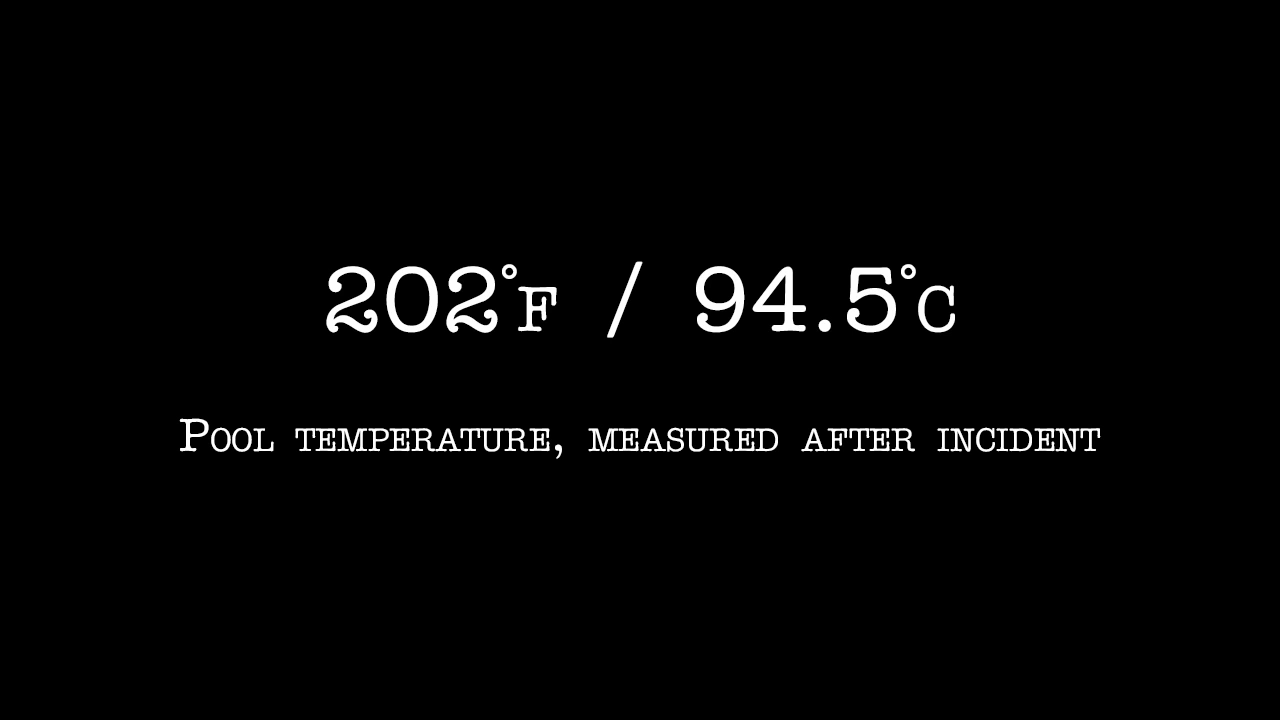 202°F / 94.5°C
Pool temperature, measured after incident